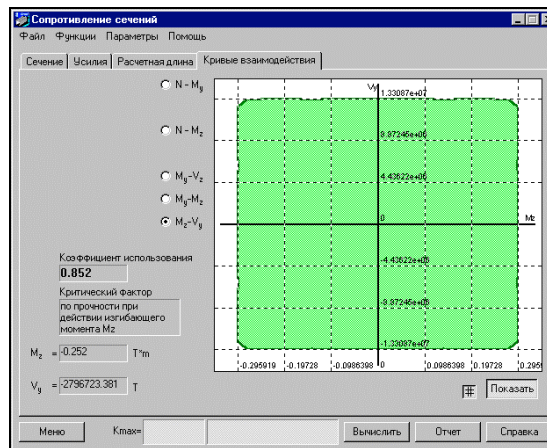 Сопротивление сечений
Файл Функции Параметры Помощь
Сечение Усилия Расчетная длина Кривые взаимодействия
N - My
N - Mz
My-Vz
My-Mz
Mz-Vy
Vy
1.33087e+07
8.87246e+06
4.43622e+06
0
Mz
-4.43622e+06
-8.87246e+06
-1.33087e+07
-0.295919 -0.19728 -0.0986398 0 0.0986398 0.19728 0.2959
Коэффициент использования
0.852
Критический фактор
по прочности при
действии изгибающего
момента Mz
Mz = -0.252 T*m
Vy = -2796723.381 T
Показать
Меню Kmax= Вычислить Отчет Справка